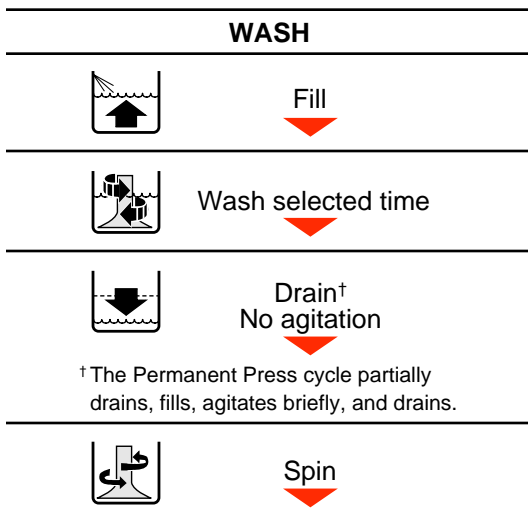 WASH
Fill
Wash selected time
Drain†
No agitation
† The Permanent Press cycle partially
drains, fills, agitates briefly, and drains.
Spin